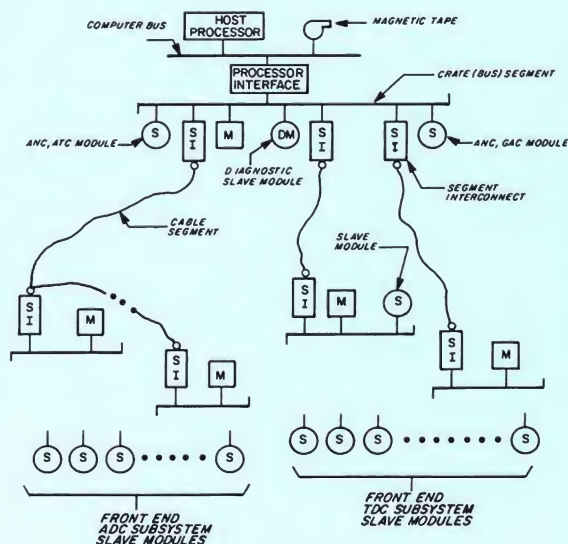 COMPUTER BUS
HOST
PROCESSOR
MAGNETIC TAPE
PROCESSOR
INTERFACE
CRATE (BUS) SEGMENT
ANC, ATC MODULE
S
S
I
M
DM
S
I
S
I
S
ANC, GAC MODULE
DIAGNOSTIC
SLAVE MODULE
SEGMENT
INTERCONNECT
CABLE
SEGMENT
SLAVE
MODULE
S
I
M
S
I
M
S
I
M
S
S
I
M
S
S
S
S
S
S
S
S
FRONT END
ADC SUBSYSTEM
SLAVE MODULES
FRONT END
TDC SUBSYSTEM
SLAVE MODULES